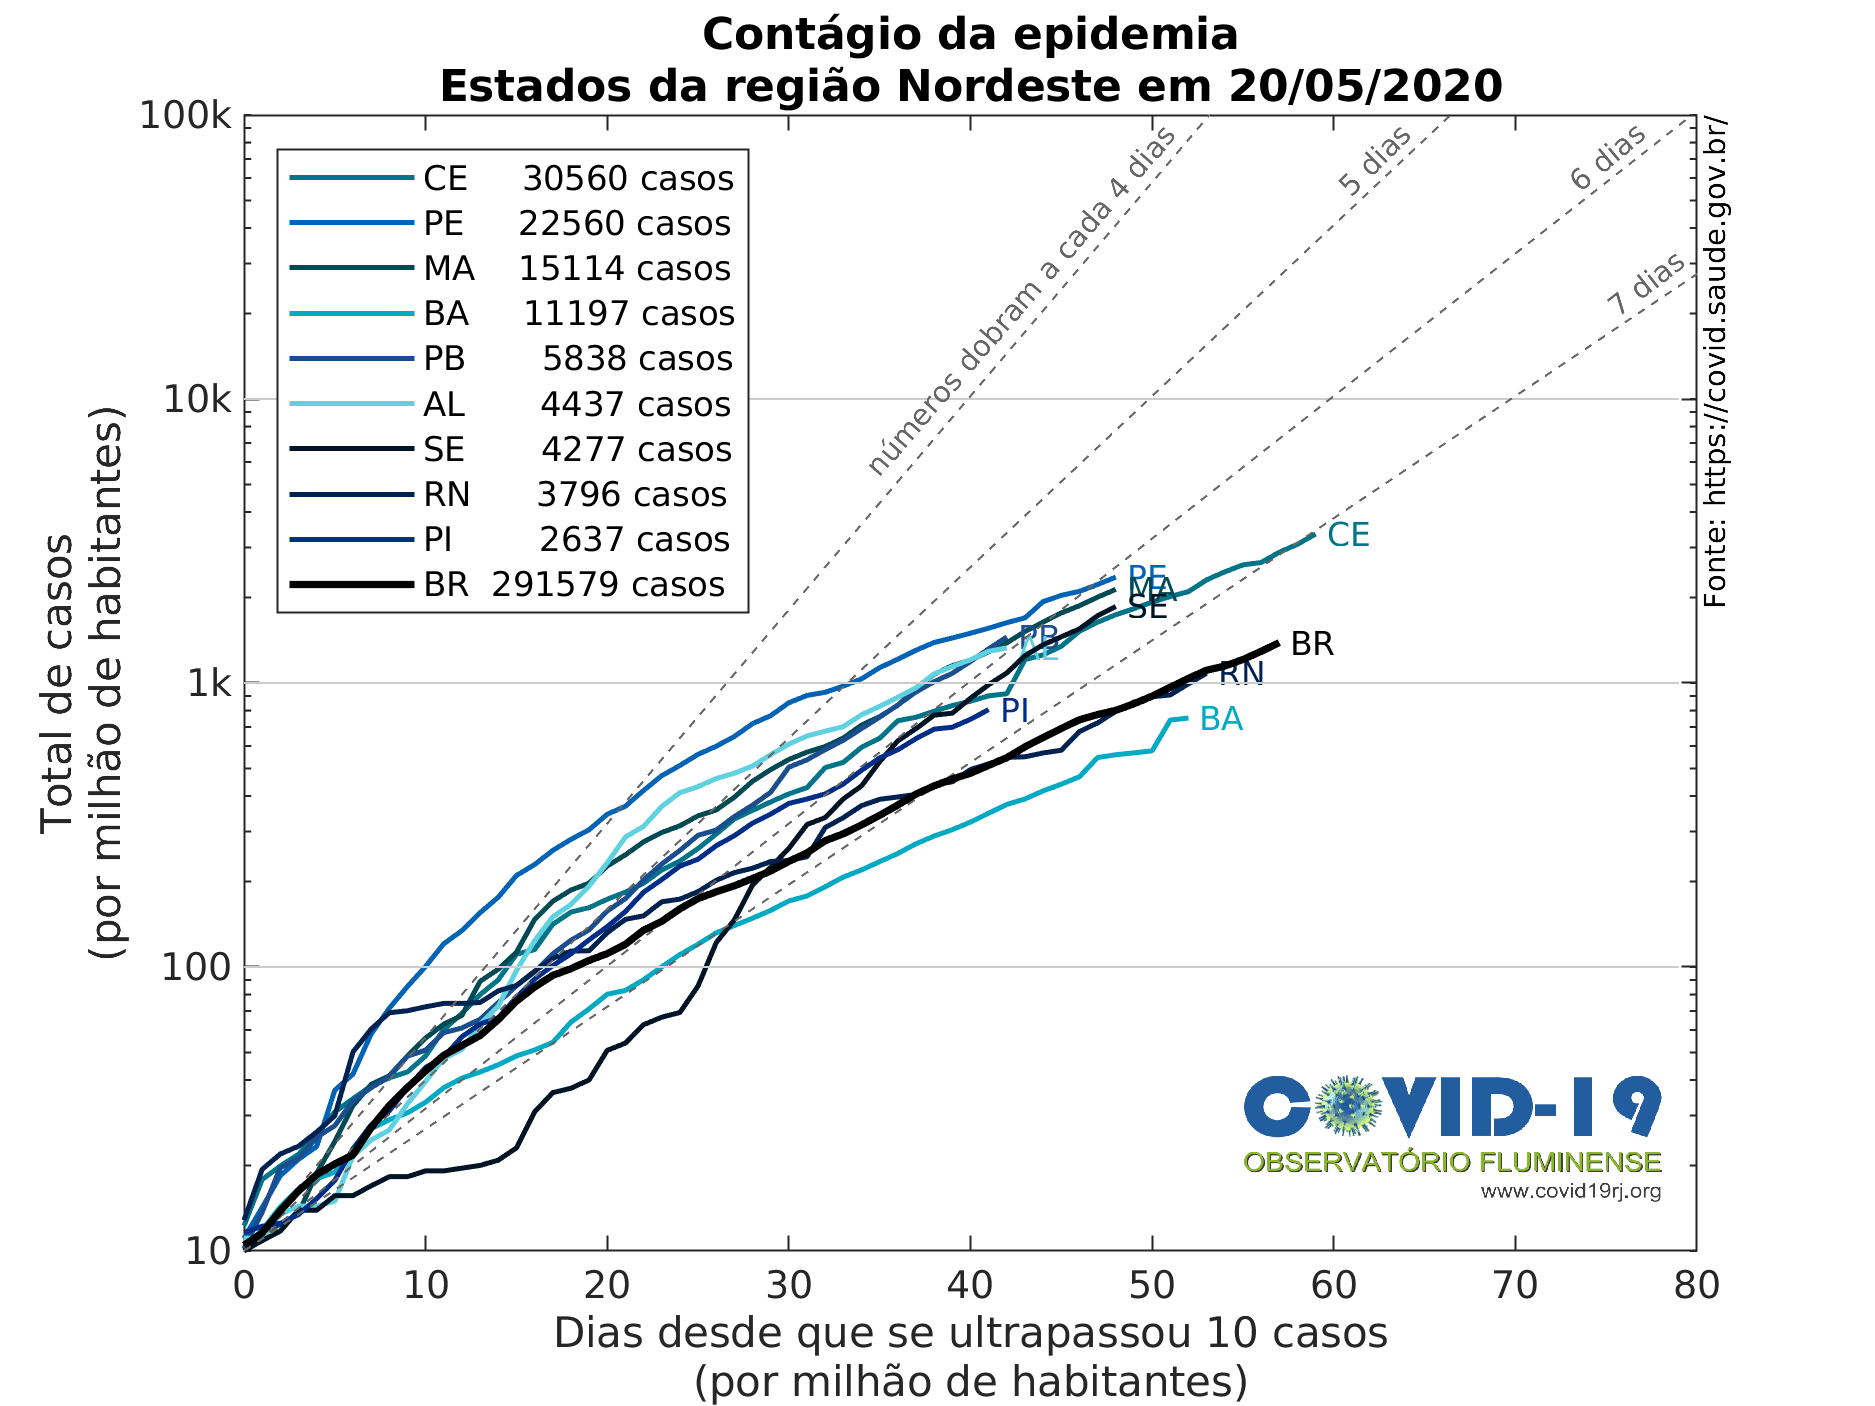 Contágio da epidemia
Estados da região Nordeste em 20/05/2020
100k
10k
1k
100
10
Total de casos
(por milhão de habitantes)
CE 30560 casos
PE 22560 casos
MA 15114 casos
BA 11197 casos
PB 5838 casos
AL 4437 casos
SE 4277 casos
RN 3796 casos
PI 2637 casos
BR 291579 casos
números dobram a cada 4 dias
5 dias
6 dias
7 dias
CE
PE
MA
SE
PB
AL
BR
RN
PI
BA
Fonte: https://covid.saude.gov.br/
COVID-19
OBSERVATÓRIO FLUMINENSE
www.covid19rj.org
0 10 20 30 40 50 60 70 80
Dias desde que se ultrapassou 10 casos
(por milhão de habitantes)